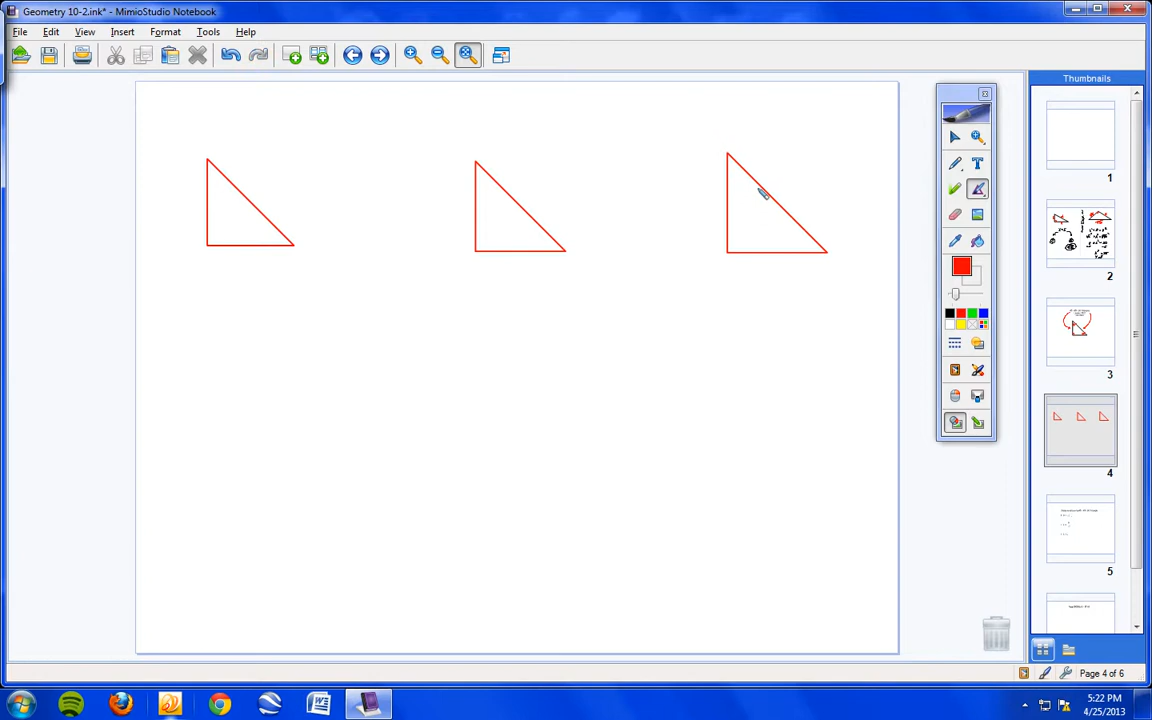 Geometry 10-2.ink* - MimioStudio Notebook
File Edit View Insert Format Tools Help
Thumbnails
1
2
3
4
5
Page 4 of 6
5:22 PM
4/25/2013